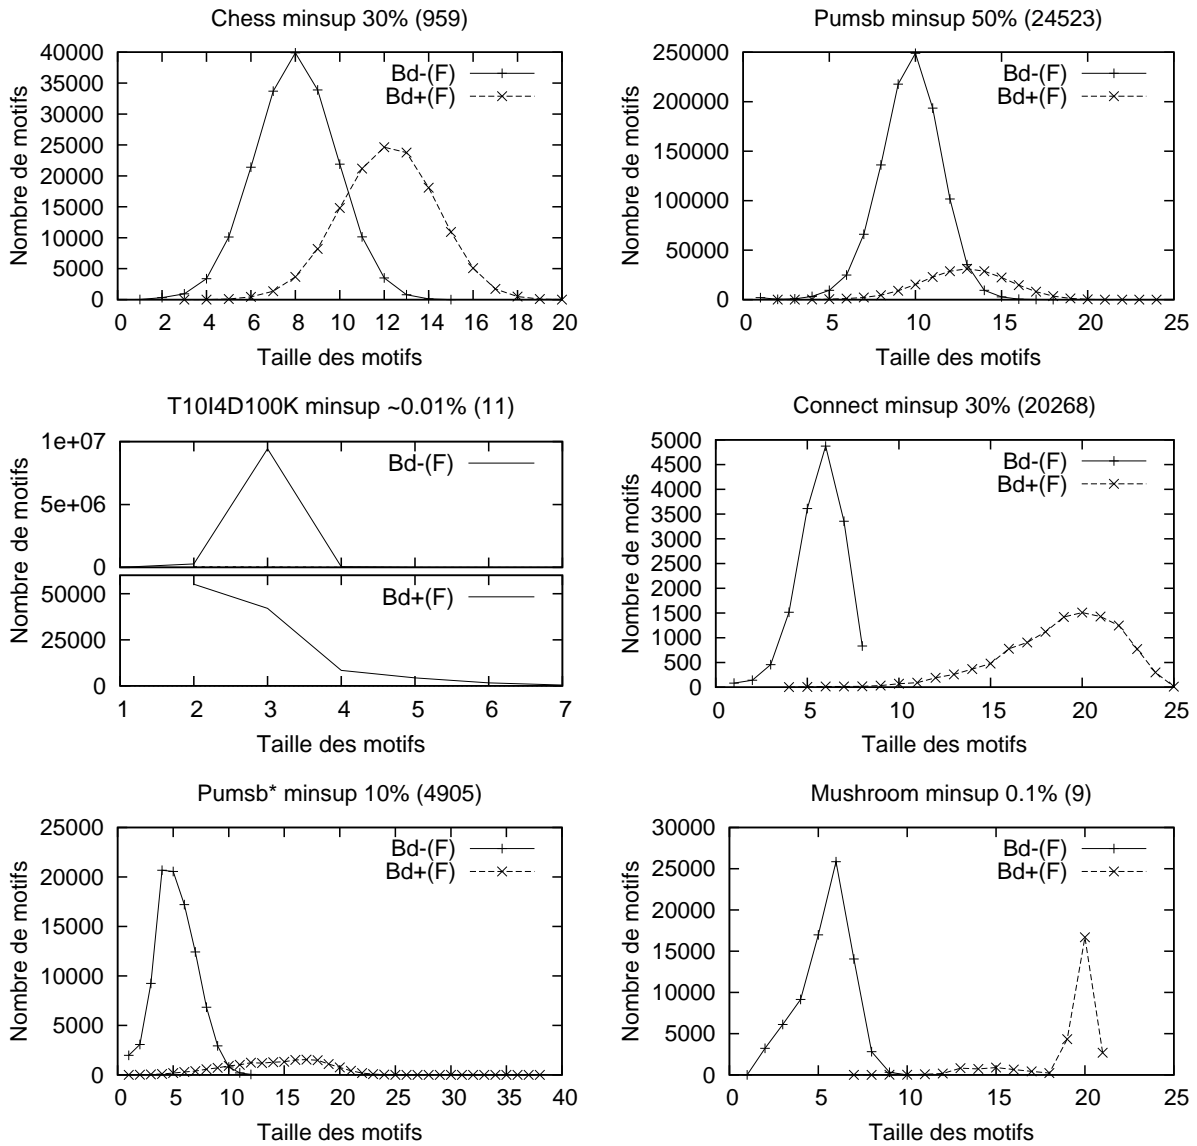 Chess minsup 30% (959)
Nombre de motifs
40000
35000
30000
25000
20000
15000
10000
5000
0
Bd-(F)
Bd+(F)
0 2 4 6 8 10 12 14 16 18 20
Taille des motifs
Pumsb minsup 50% (24523)
Nombre de motifs
250000
200000
150000
100000
50000
0
Bd-(F)
Bd+(F)
0 5 10 15 20 25
Taille des motifs
T10I4D100K minsup ~0.01% (11)
Nombre de motifs
1e+07
5e+06
0
Bd-(F)
50000
25000
0
Bd+(F)
1 2 3 4 5 6 7
Taille des motifs
Connect minsup 30% (20268)
Nombre de motifs
5000
4500
4000
3500
3000
2500
2000
1500
1000
500
0
Bd-(F)
Bd+(F)
0 5 10 15 20 25
Taille des motifs
Pumsb* minsup 10% (4905)
Nombre de motifs
25000
20000
15000
10000
5000
0
Bd-(F)
Bd+(F)
0 5 10 15 20 25 30 35 40
Taille des motifs
Mushroom minsup 0.1% (9)
Nombre de motifs
30000
25000
20000
15000
10000
5000
0
Bd-(F)
Bd+(F)
0 5 10 15 20 25
Taille des motifs